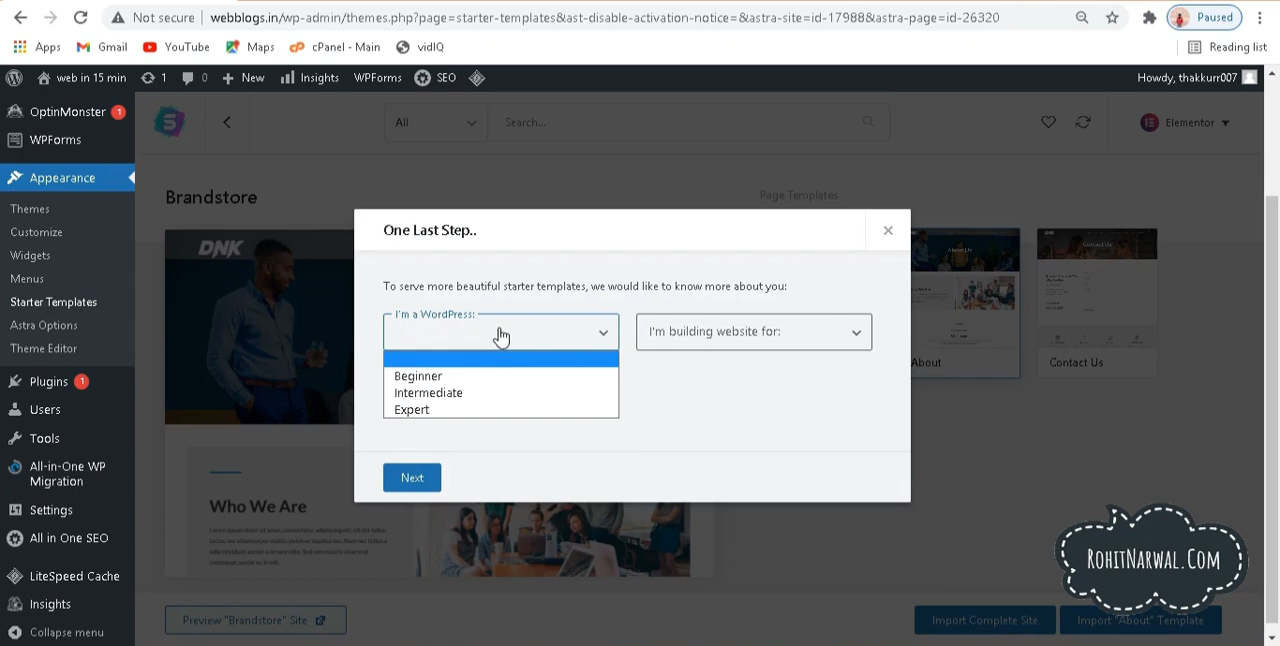 Not secure
webblogs.in/wp-admin/themes.php?page=starter-templates&ast-disable-activation-notice=&astra-site=id-17988&astra-page=id-26320
Paused
Apps
Gmail
YouTube
Maps
cPanel - Main
vidIQ
Reading list
web in 15 min
1
0
New
Insights
WPForms
SEO
Howdy, thakkurr007
OptinMonster 1
WPForms
Appearance
Themes
Customize
Widgets
Menus
Starter Templates
Astra Options
Theme Editor
Plugins 1
Users
Tools
All-in-One WP
Migration
Settings
All in One SEO
LiteSpeed Cache
Insights
Collapse menu
All
Search...
Elementor
Brandstore
Page Templates
DNK
One Last Step..
To serve more beautiful starter templates, we would like to know more about you:
I'm a WordPress:
I'm building website for:
Beginner
Intermediate
Expert
Next
About Us
About
Contact Us
Contact Us
Who We Are
Preview "Brandstore" Site
Import Complete Site
Import "About" Template
RohitNarwal.Com